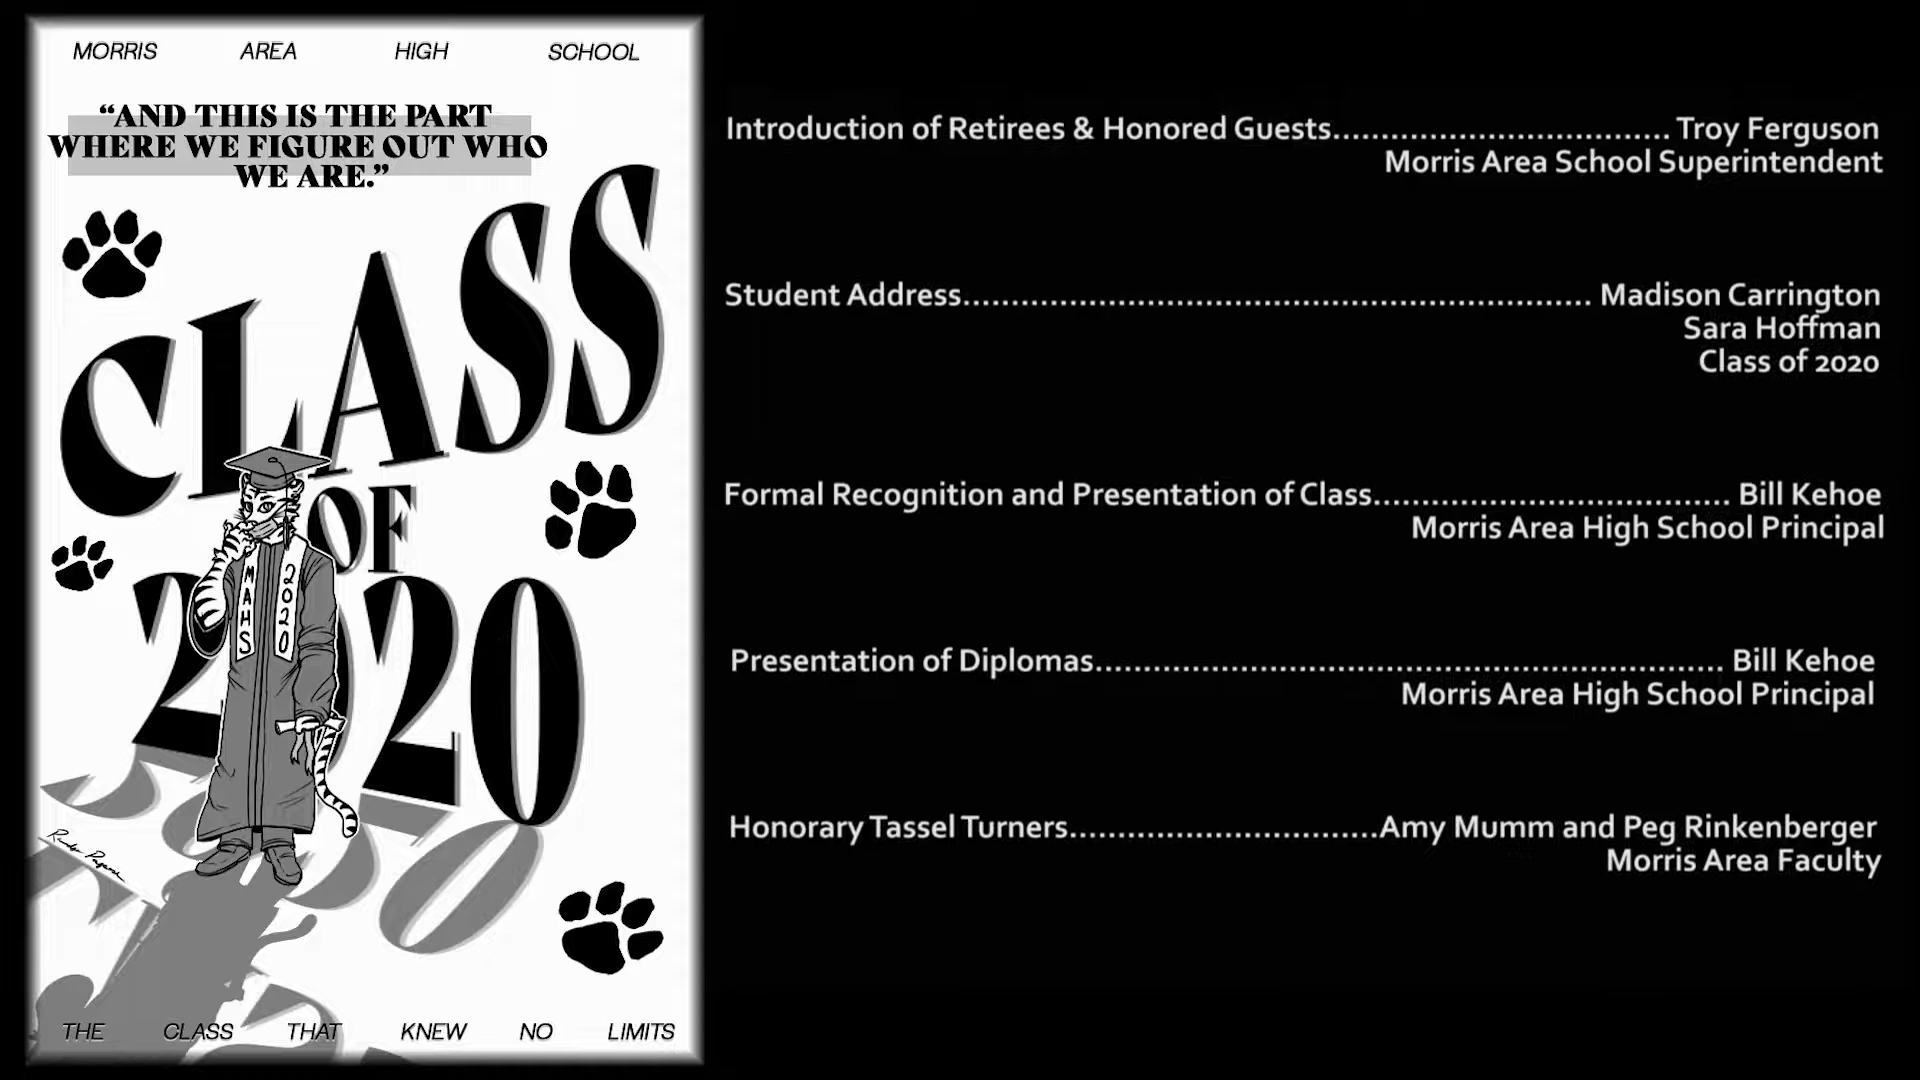 MORRIS AREA HIGH SCHOOL
“AND THIS IS THE PART
WHERE WE FIGURE OUT WHO
WE ARE.”
CLASS
OF
2020
MAHS
2020
THE CLASS THAT KNEW NO LIMITS
Introduction of Retirees & Honored Guests................................... Troy Ferguson
Morris Area School Superintendent
Student Address................................................................. Madison Carrington
Sara Hoffman
Class of 2020
Formal Recognition and Presentation of Class..................................... Bill Kehoe
Morris Area High School Principal
Presentation of Diplomas................................................................. Bill Kehoe
Morris Area High School Principal
Honorary Tassel Turners................................Amy Mumm and Peg Rinkenberger
Morris Area Faculty